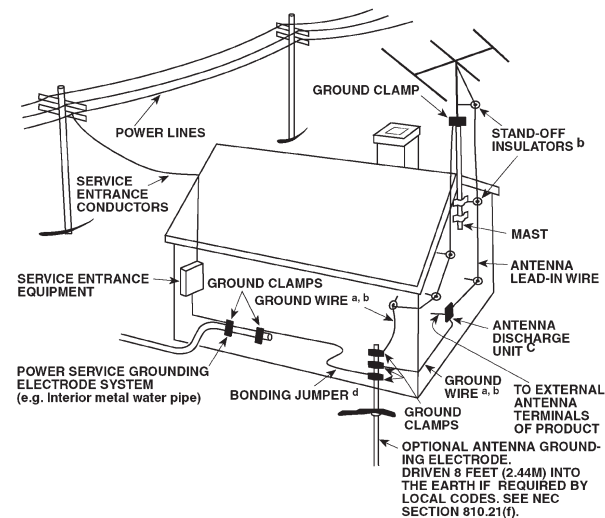 GROUND CLAMP
POWER LINES
STAND-OFF
INSULATORS b
SERVICE
ENTRANCE
CONDUCTORS
MAST
ANTENNA
LEAD-IN WIRE
SERVICE ENTRANCE
EQUIPMENT
GROUND CLAMPS
GROUND WIRE a, b
ANTENNA
DISCHARGE
UNIT C
POWER SERVICE GROUNDING
ELECTRODE SYSTEM
(e.g. Interior metal water pipe)
BONDING JUMPER d
GROUND
WIRE a, b
GROUND
CLAMPS
TO EXTERNAL
ANTENNA
TERMINALS
OF PRODUCT
OPTIONAL ANTENNA GROUND-
ING ELECTRODE.
DRIVEN 8 FEET (2.44M) INTO
THE EARTH IF REQUIRED BY
LOCAL CODES. SEE NEC
SECTION 810.21(f).